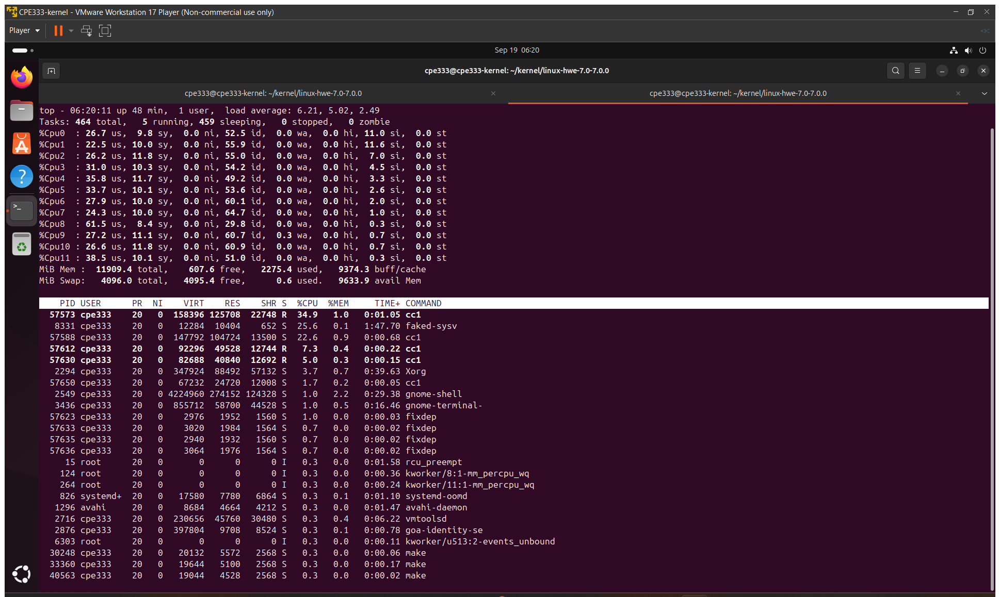 CPE333-kernel - VMware Workstation 17 Player (Non-commercial use only)
Player
Sep 19 06:20
cpe333@cpe333-kernel: ~/kernel/linux-hwe-7.0-7.0.0
cpe333@cpe333-kernel: ~/kernel/linux-hwe-7.0-7.0.0
cpe333@cpe333-kernel: ~/kernel/linux-hwe-7.0-7.0.0
top - 06:20:11 up 48 min,  1 user,  load average: 6.21, 5.02, 2.49
Tasks: 464 total,   5 running, 459 sleeping,   0 stopped,   0 zombie
%Cpu0  : 26.7 us,  9.8 sy,  0.0 ni, 52.5 id,  0.0 wa,  0.0 hi, 11.0 si,  0.0 st
%Cpu1  : 22.5 us, 10.0 sy,  0.0 ni, 55.9 id,  0.0 wa,  0.0 hi, 11.6 si,  0.0 st
%Cpu2  : 26.2 us, 11.8 sy,  0.0 ni, 55.0 id,  0.0 wa,  0.0 hi,  7.0 si,  0.0 st
%Cpu3  : 31.0 us, 10.3 sy,  0.0 ni, 54.2 id,  0.0 wa,  0.0 hi,  4.5 si,  0.0 st
%Cpu4  : 35.8 us, 11.7 sy,  0.0 ni, 49.2 id,  0.0 wa,  0.0 hi,  3.3 si,  0.0 st
%Cpu5  : 33.7 us, 10.1 sy,  0.0 ni, 53.6 id,  0.0 wa,  0.0 hi,  2.6 si,  0.0 st
%Cpu6  : 27.9 us, 10.0 sy,  0.0 ni, 60.1 id,  0.0 wa,  0.0 hi,  2.0 si,  0.0 st
%Cpu7  : 24.3 us, 10.0 sy,  0.0 ni, 64.7 id,  0.0 wa,  0.0 hi,  1.0 si,  0.0 st
%Cpu8  : 61.5 us,  8.4 sy,  0.0 ni, 29.8 id,  0.0 wa,  0.0 hi,  0.3 si,  0.0 st
%Cpu9  : 27.2 us, 11.1 sy,  0.0 ni, 60.7 id,  0.3 wa,  0.0 hi,  0.7 si,  0.0 st
%Cpu10 : 26.6 us, 11.8 sy,  0.0 ni, 60.9 id,  0.0 wa,  0.0 hi,  0.7 si,  0.0 st
%Cpu11 : 38.5 us, 10.1 sy,  0.0 ni, 51.0 id,  0.0 wa,  0.0 hi,  0.3 si,  0.0 st
MiB Mem :  11909.4 total,    607.6 free,   2275.4 used,   9374.3 buff/cache
MiB Swap:   4096.0 total,   4095.4 free,      0.6 used.   9633.9 avail Mem
PID USER PR NI VIRT RES SHR S %CPU %MEM TIME+ COMMAND
57573 cpe333 20 0 158396 125708 22748 R 34.9 1.0 0:01.05 cc1
8331 cpe333 20 0 12284 10404 652 S 25.6 0.1 1:47.70 faked-sysv
57588 cpe333 20 0 147792 104724 13500 S 22.6 0.9 0:00.68 cc1
57612 cpe333 20 0 92296 49528 12744 R 7.3 0.4 0:00.22 cc1
57630 cpe333 20 0 82688 40840 12692 R 5.0 0.3 0:00.15 cc1
2294 cpe333 20 0 347924 88492 57132 S 3.7 0.7 0:39.63 Xorg
57650 cpe333 20 0 67232 24720 12008 S 1.7 0.2 0:00.05 cc1
2549 cpe333 20 0 4224960 274152 124328 S 1.0 2.2 0:29.38 gnome-shell
3436 cpe333 20 0 855712 58700 44528 S 1.0 0.5 0:16.46 gnome-terminal-
57623 cpe333 20 0 2976 1952 1560 S 1.0 0.0 0:00.03 fixdep
57633 cpe333 20 0 3020 1984 1564 S 0.7 0.0 0:00.02 fixdep
57635 cpe333 20 0 2940 1932 1560 S 0.7 0.0 0:00.02 fixdep
57636 cpe333 20 0 3064 1976 1564 S 0.7 0.0 0:00.02 fixdep
15 root 20 0 0 0 0 I 0.3 0.0 0:01.58 rcu_preempt
124 root 20 0 0 0 0 I 0.3 0.0 0:00.36 kworker/8:1-mm_percpu_wq
264 root 20 0 0 0 0 I 0.3 0.0 0:00.24 kworker/11:1-mm_percpu_wq
826 systemd+ 20 0 17580 7780 6864 S 0.3 0.1 0:01.10 systemd-oomd
1296 avahi 20 0 8684 4664 4212 S 0.3 0.0 0:01.47 avahi-daemon
2716 cpe333 20 0 230656 45760 30480 S 0.3 0.4 0:06.22 vmtoolsd
2876 cpe333 20 0 397804 9708 8524 S 0.3 0.1 0:00.78 goa-identity-se
6303 root 20 0 0 0 0 I 0.3 0.0 0:00.11 kworker/u513:2-events_unbound
30248 cpe333 20 0 20132 5572 2568 S 0.3 0.0 0:00.06 make
33360 cpe333 20 0 19644 5100 2568 S 0.3 0.0 0:00.17 make
40563 cpe333 20 0 19044 4528 2568 S 0.3 0.0 0:00.02 make